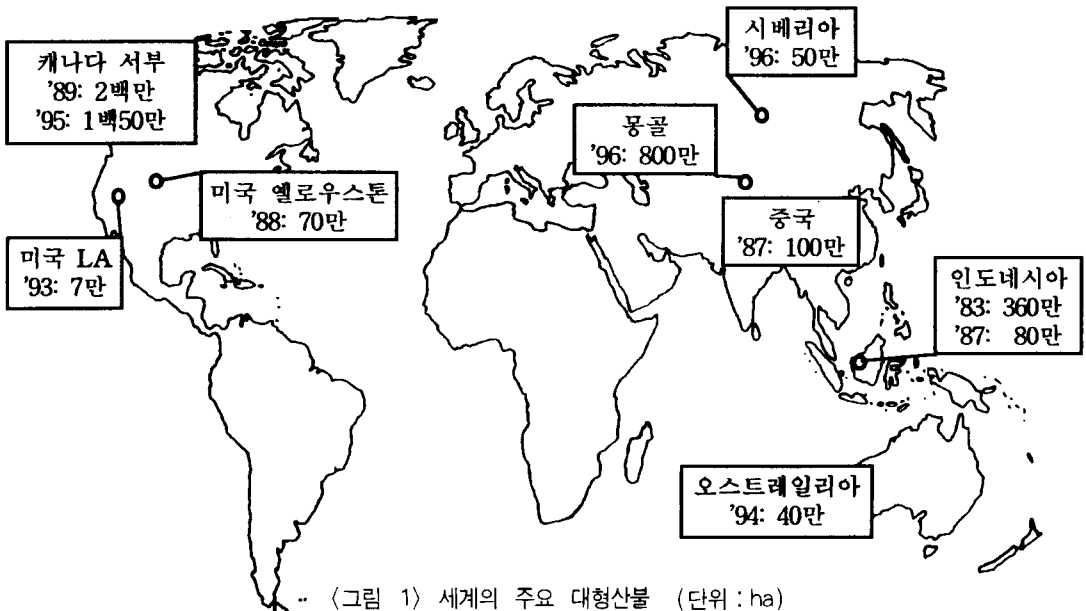 캐나다 서부
'89: 2백만
'95: 1백50만
시베리아
'96: 50만
몽골
'96: 800만
미국 옐로우스톤
'88: 70만
중국
'87: 100만
미국 LA
'93: 7만
인도네시아
'83: 360만
'87: 80만
오스트레일리아
'94: 40만
〈그림 1〉 세계의 주요 대형산불 (단위 : ha)